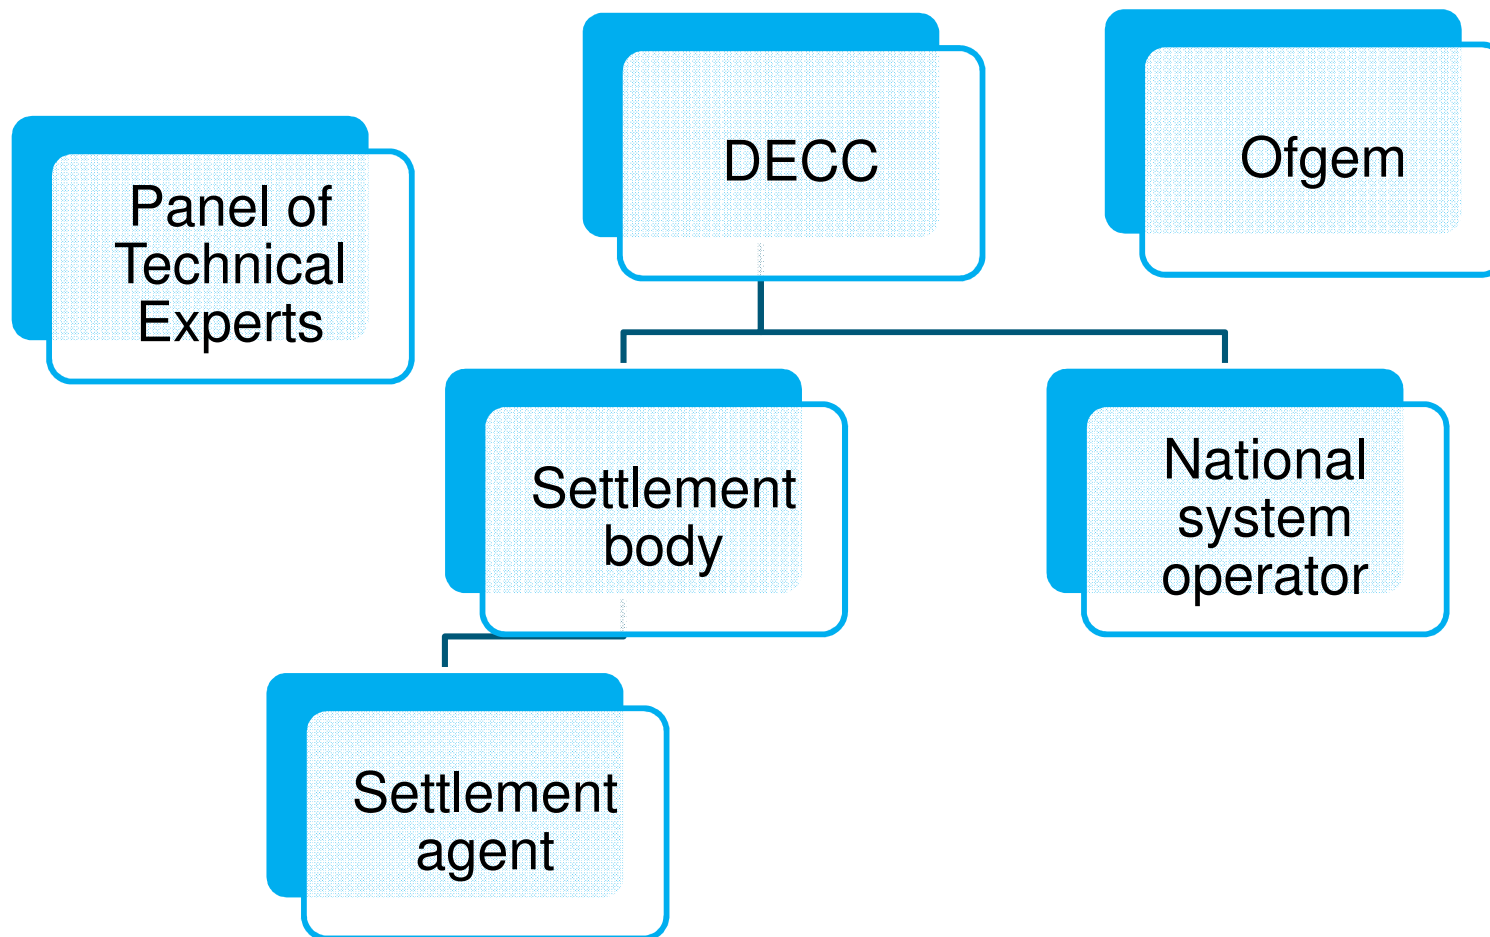 DECC
Ofgem
Panel of
Technical
Experts
Settlement
body
National
system
operator
Settlement
agent